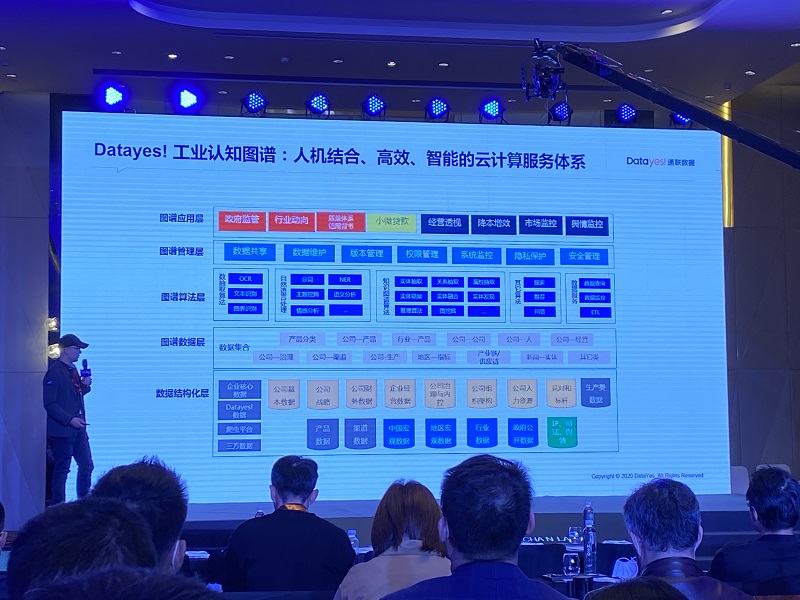 Datayes! 工业认知图谱：人机结合、高效、智能的云计算服务体系
Datayes! 通联数据
图谱应用层
政府监管 行业动向 质量体系 信用背书 小微贷款 经营透视 降本增效 市场监控 舆情监控
图谱管理层
数据共享 数据维护 版本管理 权限管理 系统监控 隐私保护 安全管理
图谱算法层
OCR
文本识别
图表识别
自然语言处理
分词 NER
主题挖掘 语义分析
情感分析 ...
知识图谱算法
实体抽取 关系抽取 属性抽取
实体链接 实体融合 实体发现
推理算法 图挖掘 ...
其它算法
搜索
推荐
问答
数据服务
数据查询
数据监控
ETL
图谱数据层
数据集合
产品分类 公司—产品 行业—产品 公司—公司 公司—人 公司—经营
公司—治理 公司—渠道 公司-生产 地区—指标 产业链/供应链 新闻—实体 其它类
数据结构化层
企业核心数据
Datayes!数据
爬虫平台
三方数据
公司基本数据 公司战略 公司财务数据 企业经营数据 公司治理与内控 公司组织架构 公司人力资源 竞对和标杆 生产类数据
产品数据 渠道数据 中国宏观数据 地区宏观数据 行业数据 政府公开数据 IP、司法、舆情
Copyright © 2020 DataYes. All Rights Reserved
CHAN LA